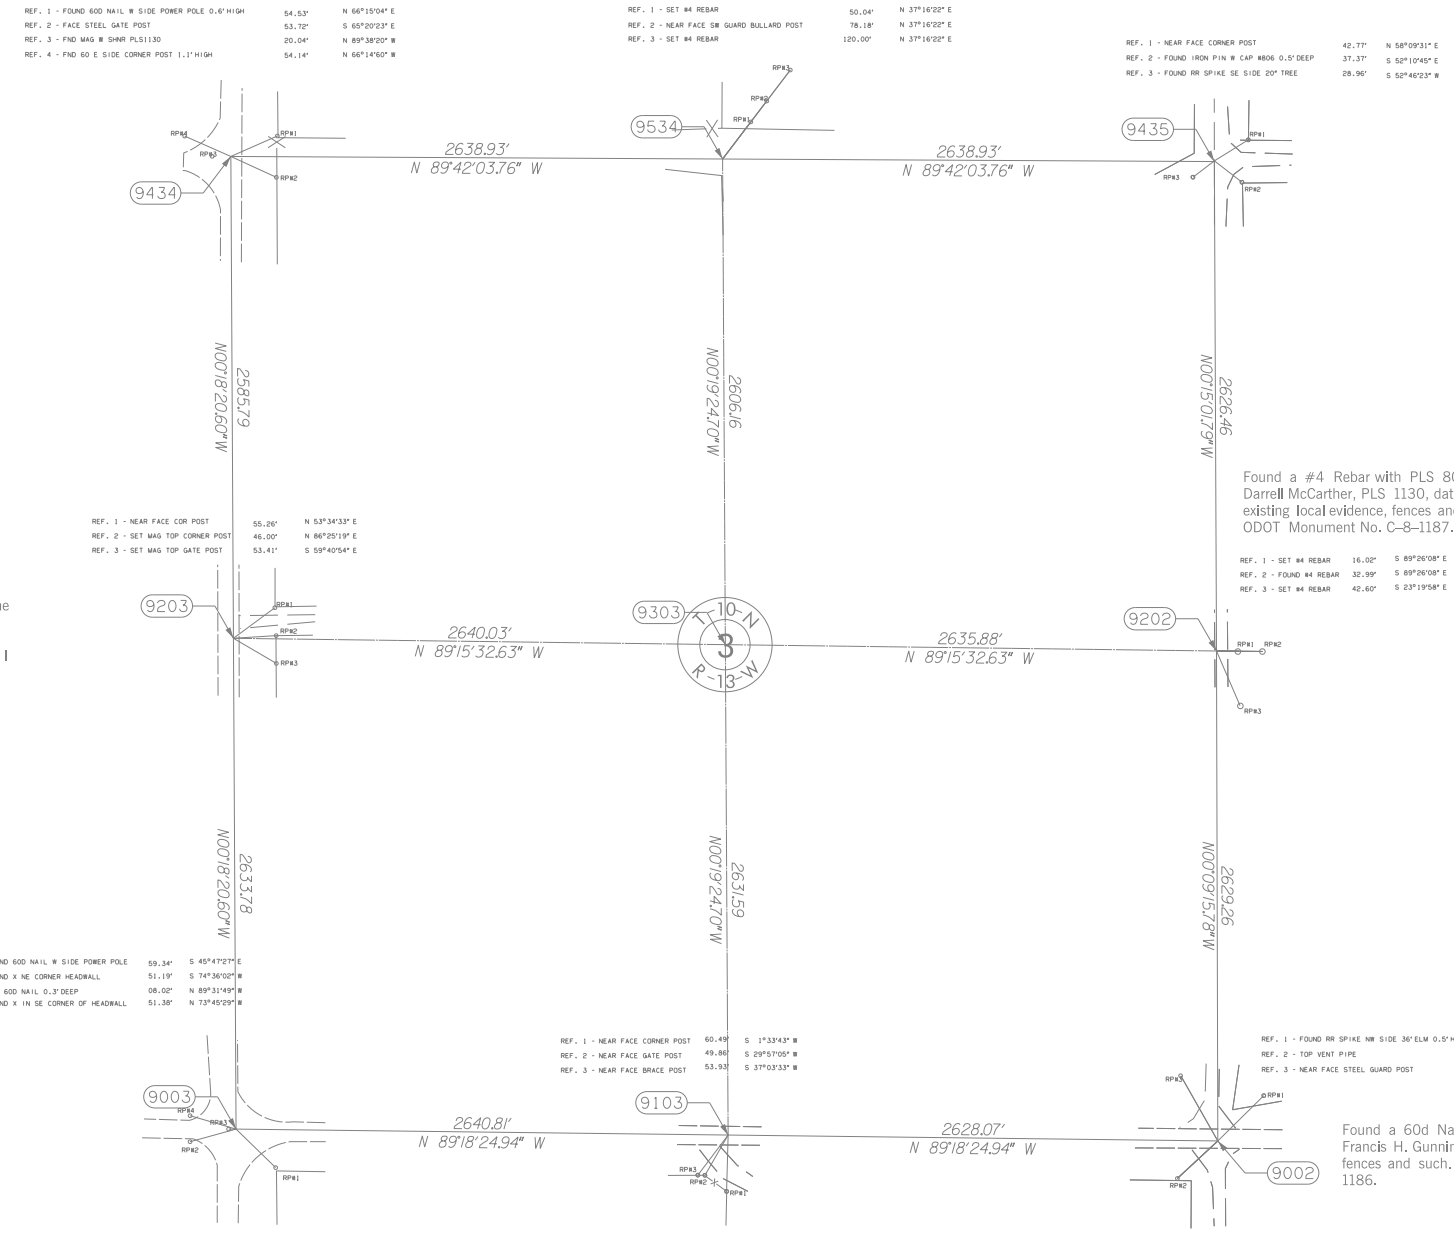 REF. 1 - FOUND 60D NAIL W SIDE POWER POLE 0.6' HIGH 54.53' N 66°15'04" E
REF. 2 - FACE STEEL GATE POST 53.72' S 65°20'23" E
REF. 3 - FND MAG W SHNR PLS1130 20.04' N 89°38'20" W
REF. 4 - FND 60 E SIDE CORNER POST 1.1' HIGH 54.14' N 66°14'60" W
REF. 1 - SET #4 REBAR 50.04' N 37°16'22" E
REF. 2 - NEAR FACE SW GUARD BULLARD POST 78.18' N 37°16'22" E
REF. 3 - SET #4 REBAR 120.00' N 37°16'22" E
REF. 1 - NEAR FACE CORNER POST 42.77' N 58°09'31" E
REF. 2 - FOUND IRON PIN W CAP #806 0.5' DEEP 37.37' S 52°10'45" E
REF. 3 - FOUND RR SPIKE SE SIDE 20" TREE 28.96' S 52°46'23" W
RP#4
RP#1
RP#3
RP#2
9434
RP#3
RP#2
RP#1
9534
9435
RP#1
RP#3
RP#2
2638.93'
N 89°42'03.76" W
2638.93'
N 89°42'03.76" W
2585.79
N00°18'20.60"W
2606.16
N00°19'24.70"W
2626.46
N00°15'01.79"W
Found a #4 Rebar with PLS 80
Darrell McCarther, PLS 1130, dat
existing local evidence, fences and
ODOT Monument No. C-8-1187.
REF. 1 - NEAR FACE COR POST 55.26' N 53°34'33" E
REF. 2 - SET MAG TOP CORNER POST 46.00' N 86°25'19" E
REF. 3 - SET MAG TOP GATE POST 53.41' S 59°40'54" E
REF. 1 - SET #4 REBAR 16.02' S 89°26'08" E
REF. 2 - FOUND #4 REBAR 32.99' S 89°26'08" E
REF. 3 - SET #4 REBAR 42.60' S 23°19'58" E
ue
l
9203
RP#1
RP#2
RP#3
9303
T-10-N
3
R-13-W
9202
RP#1
RP#2
RP#3
2640.03'
N 89°15'32.63" W
2635.88'
N 89°15'32.63" W
2633.78
N00°18'20.60"W
2631.59
N00°19'24.70"W
2629.26
N00°09'15.78"W
ND 60D NAIL W SIDE POWER POLE 59.34' S 45°47'27" E
ND X NE CORNER HEADWALL 51.19' S 74°36'02" W
60D NAIL 0.3' DEEP 08.02' N 89°31'49" W
ND X IN SE CORNER OF HEADWALL 51.38' N 73°45'29" W
REF. 1 - NEAR FACE CORNER POST 60.49' S 1°33'43" W
REF. 2 - NEAR FACE GATE POST 49.86' S 29°57'05" W
REF. 3 - NEAR FACE BRACE POST 53.93' S 37°03'33" W
REF. 1 - FOUND RR SPIKE NW SIDE 36' ELM 0.5' H
REF. 2 - TOP VENT PIPE
REF. 3 - NEAR FACE STEEL GUARD POST
9003
RP#4
RP#3
RP#2
RP#1
9103
RP#3
RP#2
RP#1
RP#3
RP#1
RP#2
9002
2640.81'
N 89°18'24.94" W
2628.07'
N 89°18'24.94" W
Found a 60d Na
Francis H. Gunnin
fences and such.
1186.